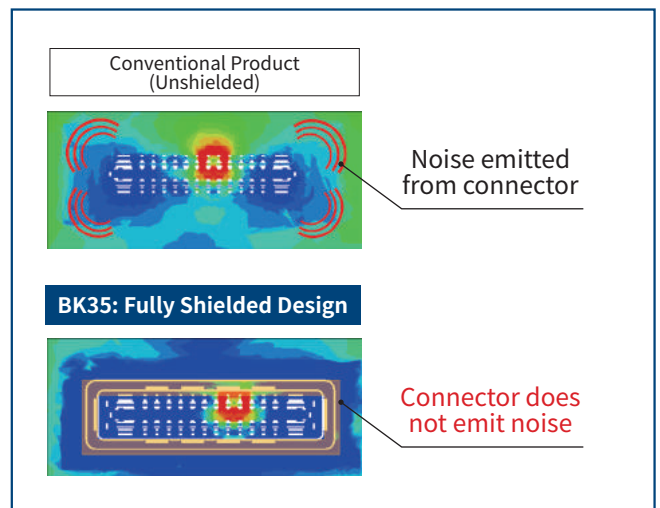 Conventional Product
(Unshielded)
Noise emitted
from connector
BK35: Fully Shielded Design
Connector does
not emit noise